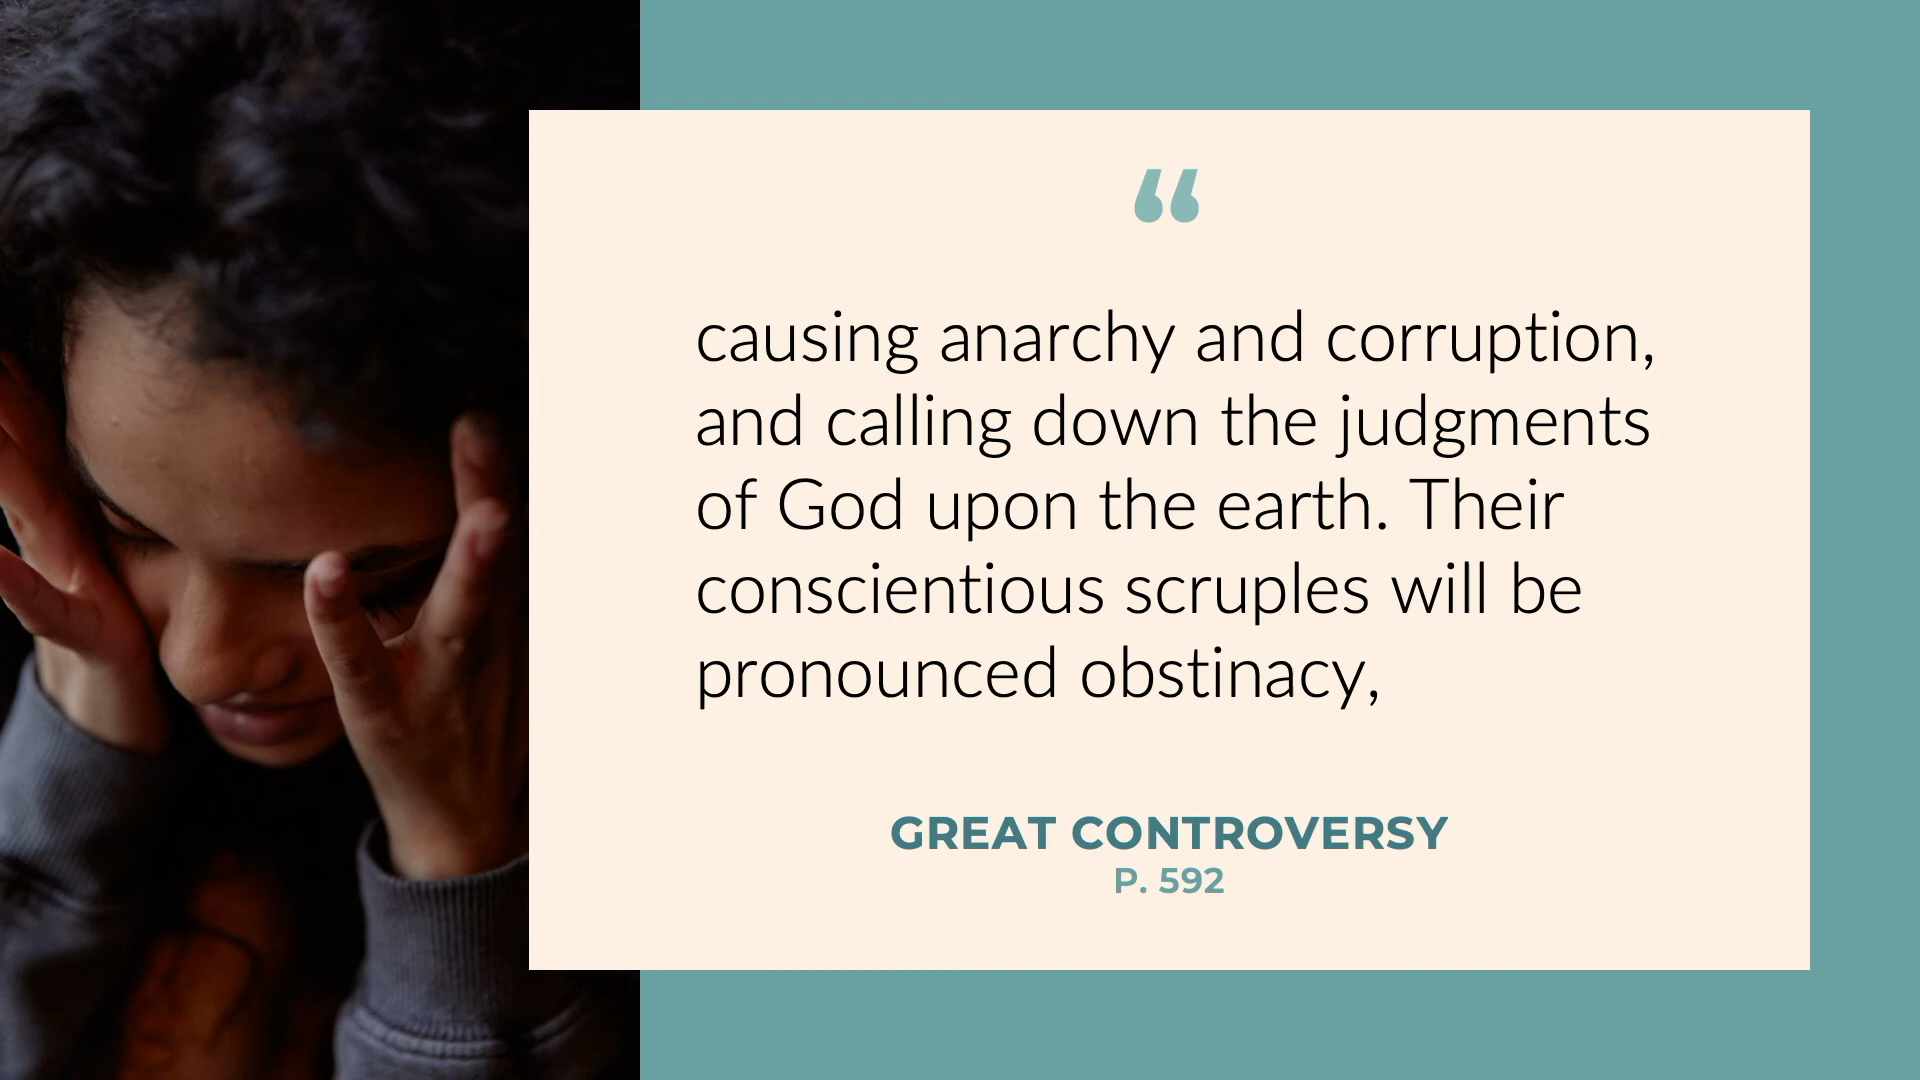 “
causing anarchy and corruption,
and calling down the judgments
of God upon the earth. Their
conscientious scruples will be
pronounced obstinacy,
GREAT CONTROVERSY
P. 592